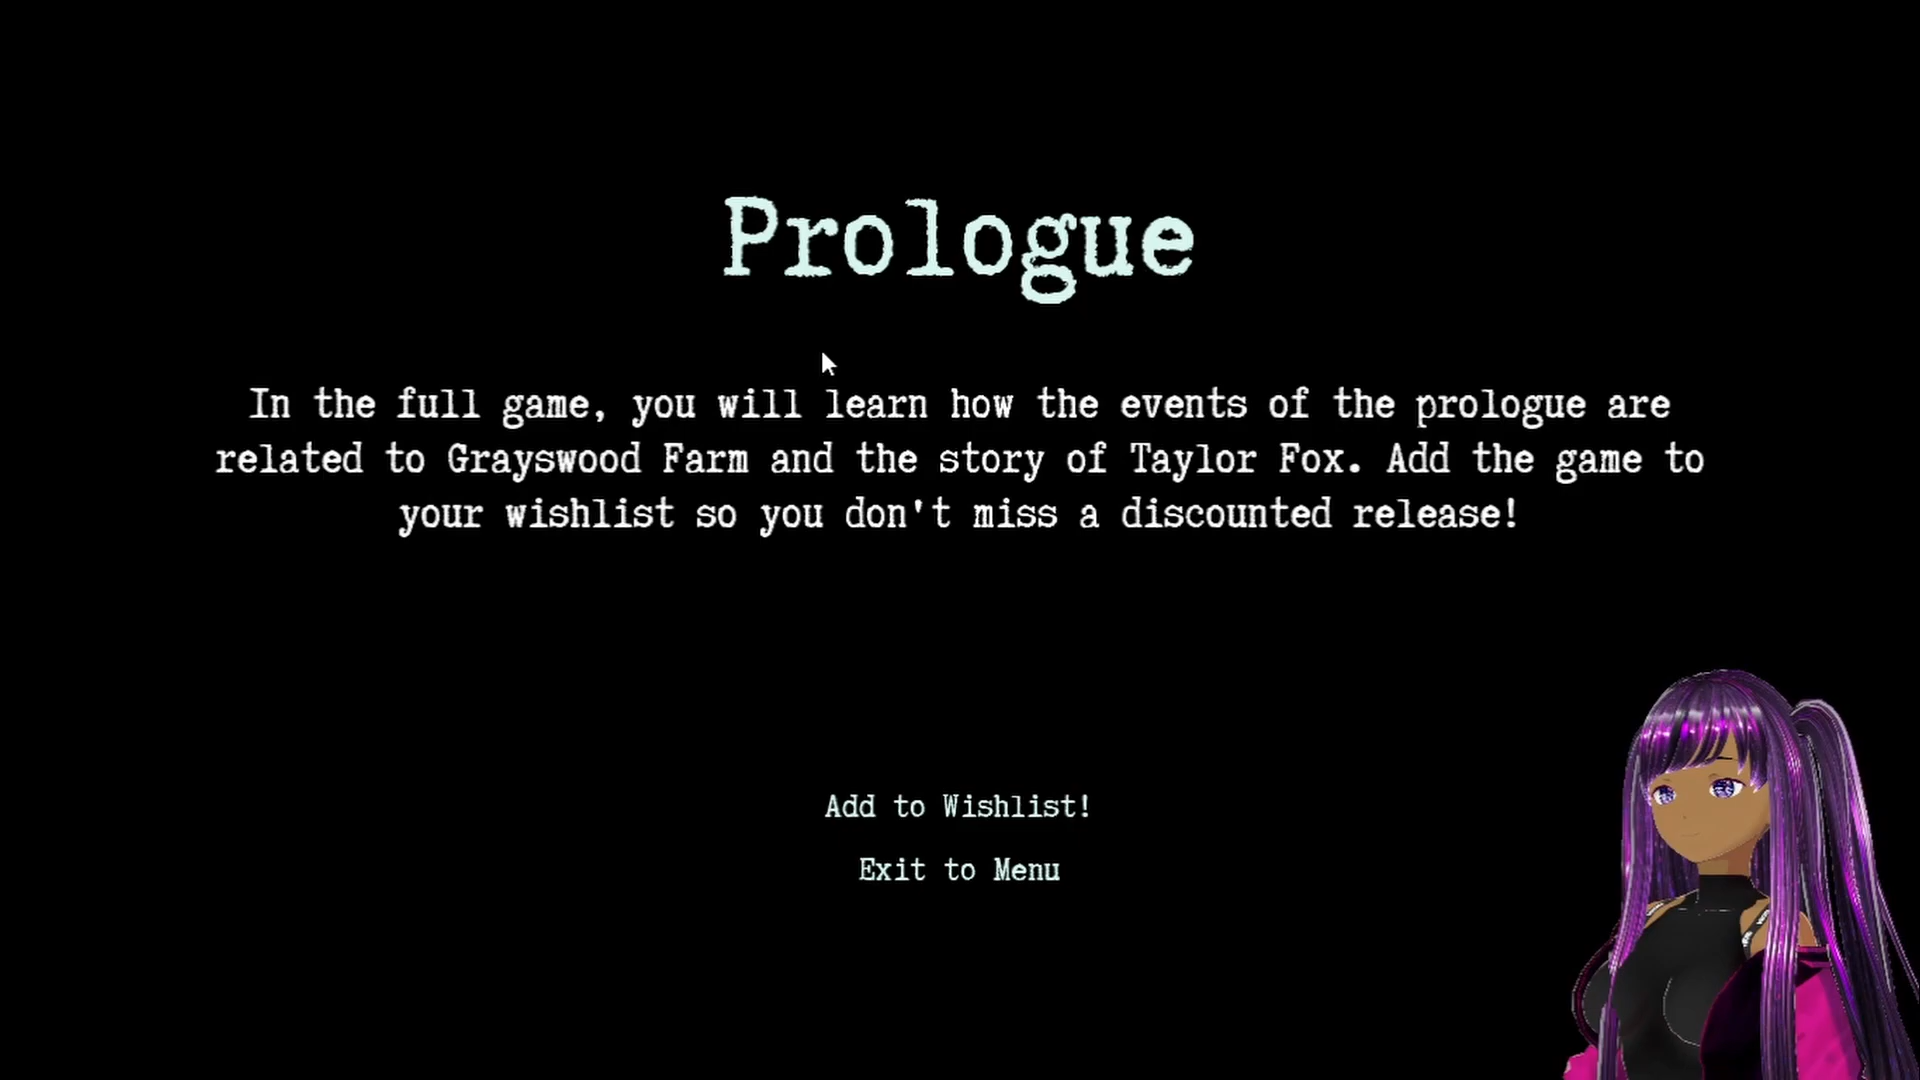 Prologue
In the full game, you will learn how the events of the prologue are
related to Grayswood Farm and the story of Taylor Fox. Add the game to
your wishlist so you don't miss a discounted release!
Add to Wishlist!
Exit to Menu